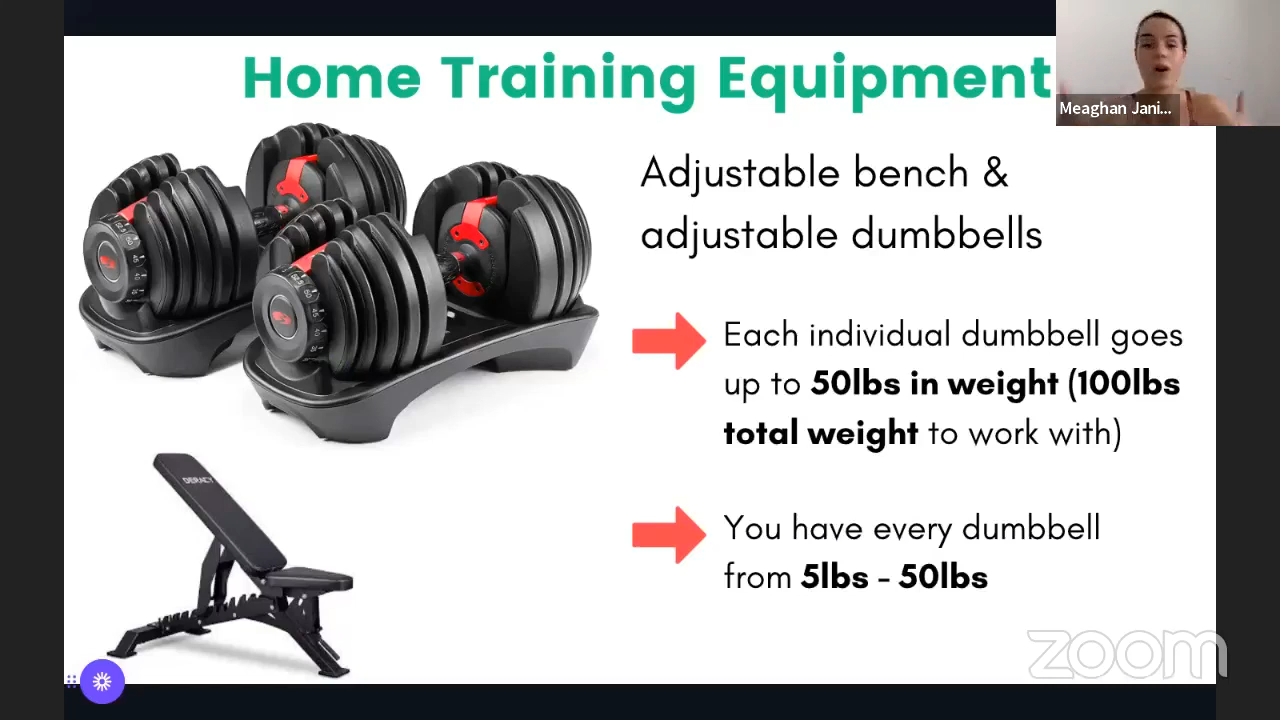 Home Training Equipment
Meaghan Jani...
Adjustable bench &
adjustable dumbbells
Each individual dumbbell goes
up to 50lbs in weight (100lbs
total weight to work with)
You have every dumbbell
from 5lbs - 50lbs
zoom